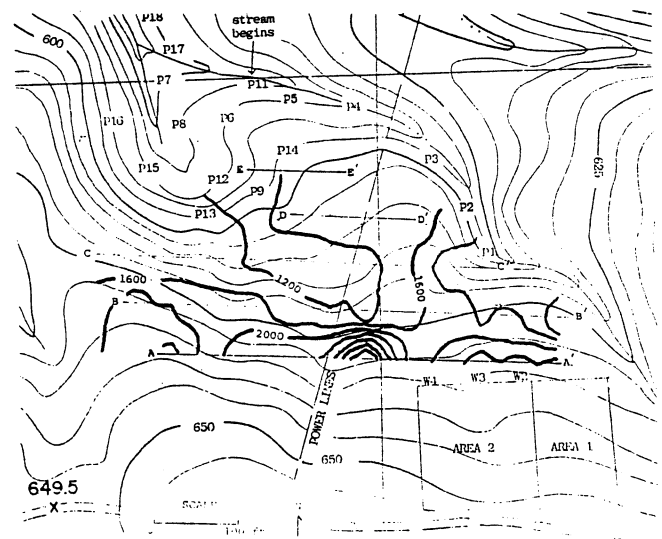 P18
stream
begins
600
P17
P7
P11
P5
P4
P16
P8
P6
P14
P3
P15
P12
E
E'
625
P9
P13
P2
D
D'
P1
C
C'
1600
1200
1600
B
B'
2000
A
A'
W1
W3
W2
POWER LINES
650
AREA 2
AREA 1
650
649.5
X
SCALE